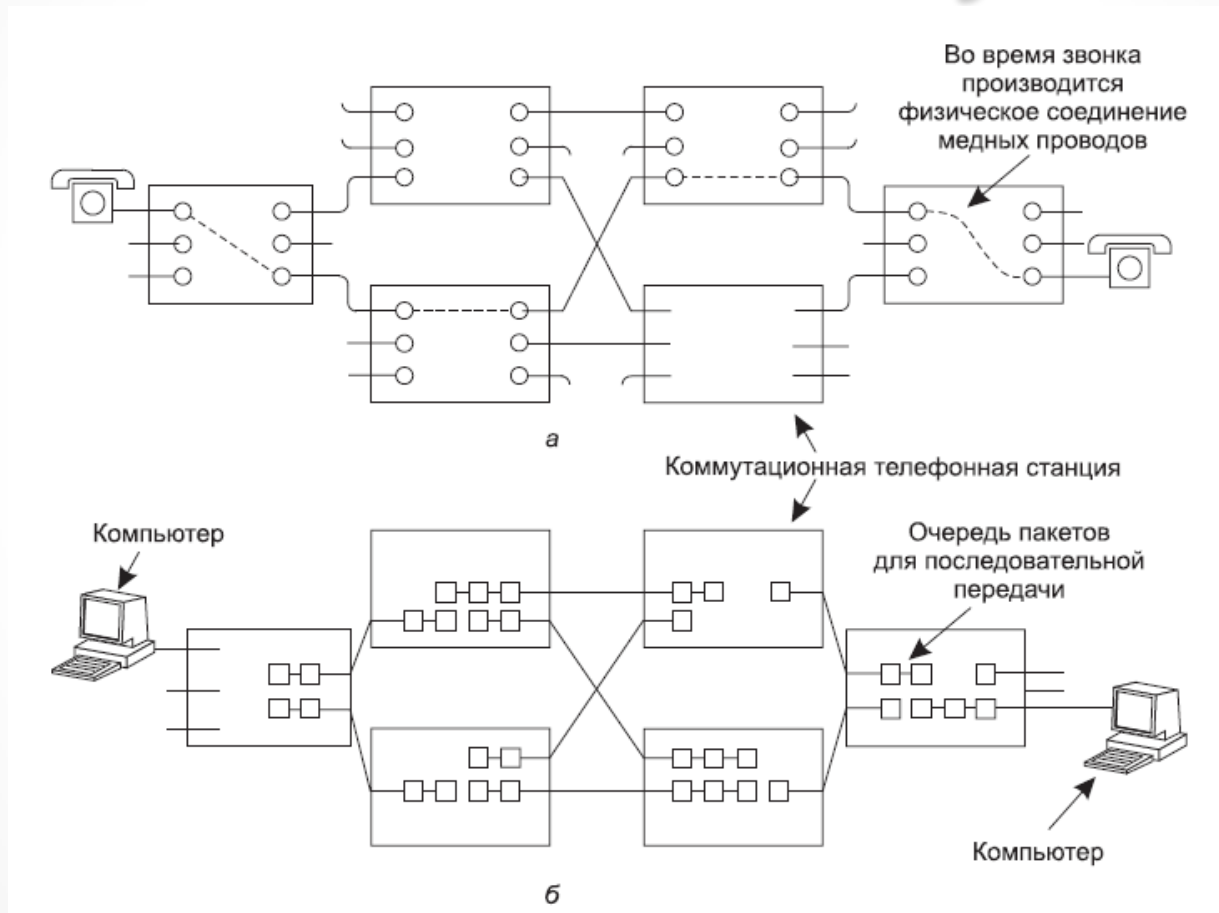 Во время звонка
производится
физическое соединение
медных проводов
а
Коммутационная телефонная станция
Компьютер
Очередь пакетов
для последовательной
передачи
Компьютер
б